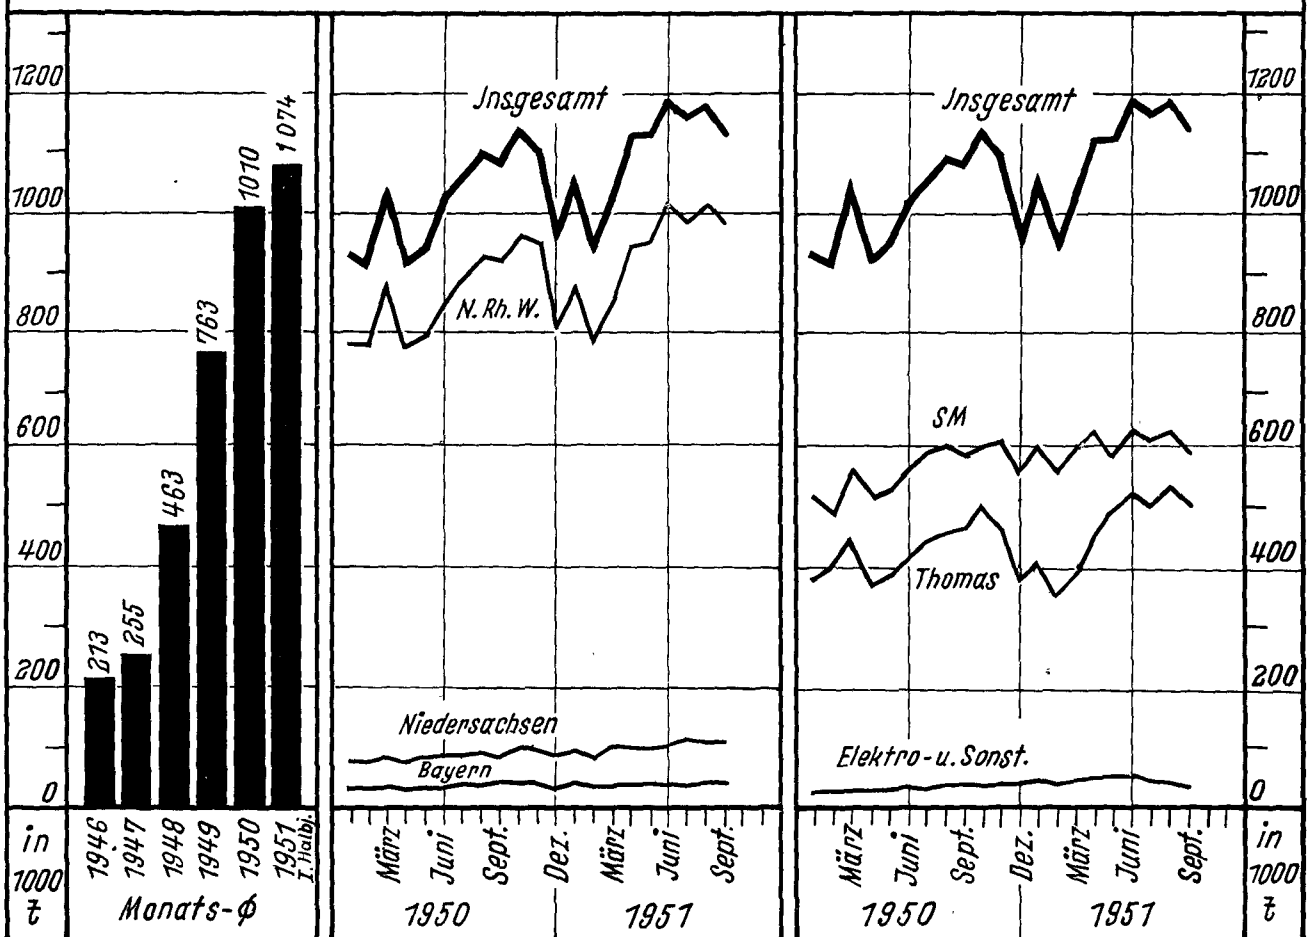 1200
1000
800
600
400
200
0
in
1000
t
213
255
463
763
1010
1074
1946
1947
1948
1949
1950
1951
I. Halbj.
Monats-ϕ
Jnsgesamt
N. Rh. W.
Niedersachsen
Bayern
März
Juni
Sept.
Dez.
März
Juni
Sept.
1950
1951
Jnsgesamt
SM
Thomas
Elektro-u. Sonst.
März
Juni
Sept.
Dez.
März
Juni
Sept.
1950
1951
1200
1000
800
600
400
200
0
in
1000
t